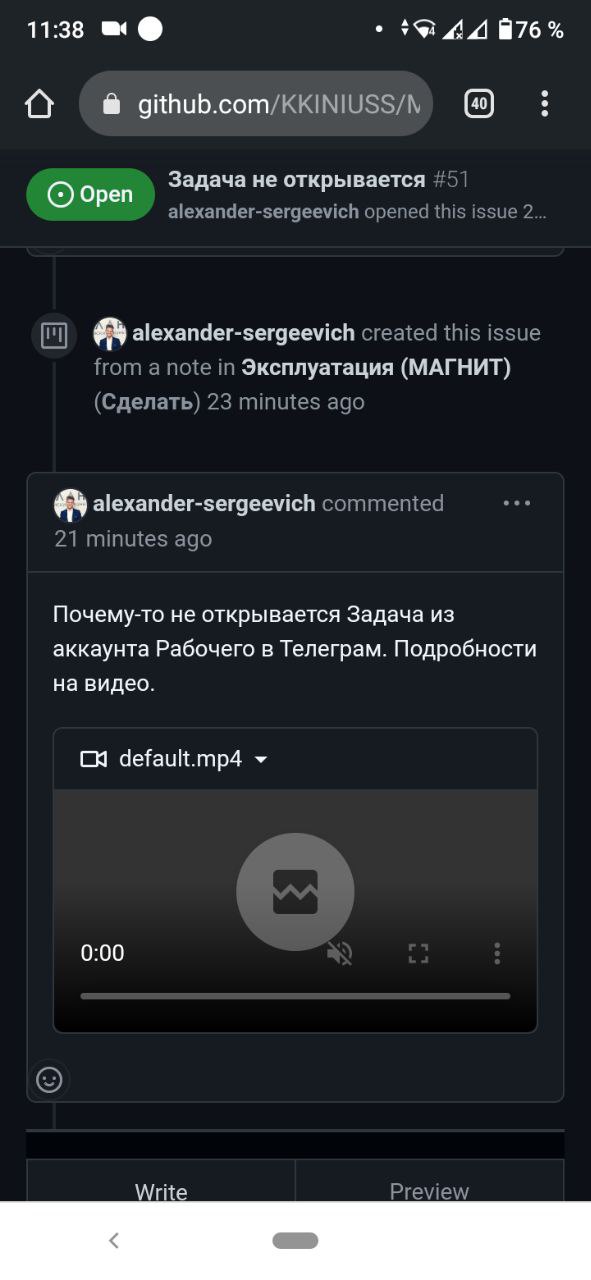 11:38 76 %
github.com/KKINIUSS/M
40
Open
Задача не открывается #51
alexander-sergeevich opened this issue 2...
alexander-sergeevich created this issue
from a note in Эксплуатация (МАГНИТ)
(Сделать) 23 minutes ago
alexander-sergeevich commented
21 minutes ago
Почему-то не открывается Задача из
аккаунта Рабочего в Телеграм. Подробности
на видео.
default.mp4
0:00
Write Preview